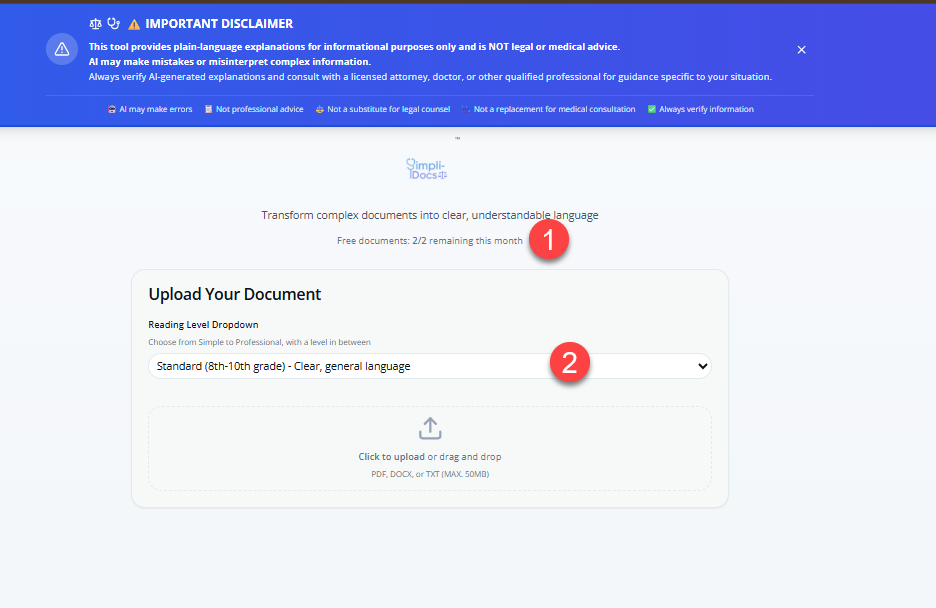 IMPORTANT DISCLAIMER
This tool provides plain-language explanations for informational purposes only and is NOT legal or medical advice.
AI may make mistakes or misinterpret complex information.
Always verify AI-generated explanations and consult with a licensed attorney, doctor, or other qualified professional for guidance specific to your situation.
AI may make errors Not professional advice Not a substitute for legal counsel Not a replacement for medical consultation Always verify information
™
Simpli-
Docs
Transform complex documents into clear, understandable language
Free documents: 2/2 remaining this month 1
Upload Your Document
Reading Level Dropdown
Choose from Simple to Professional, with a level in between
Standard (8th-10th grade) - Clear, general language 2
Click to upload or drag and drop
PDF, DOCX, or TXT (MAX. 50MB)